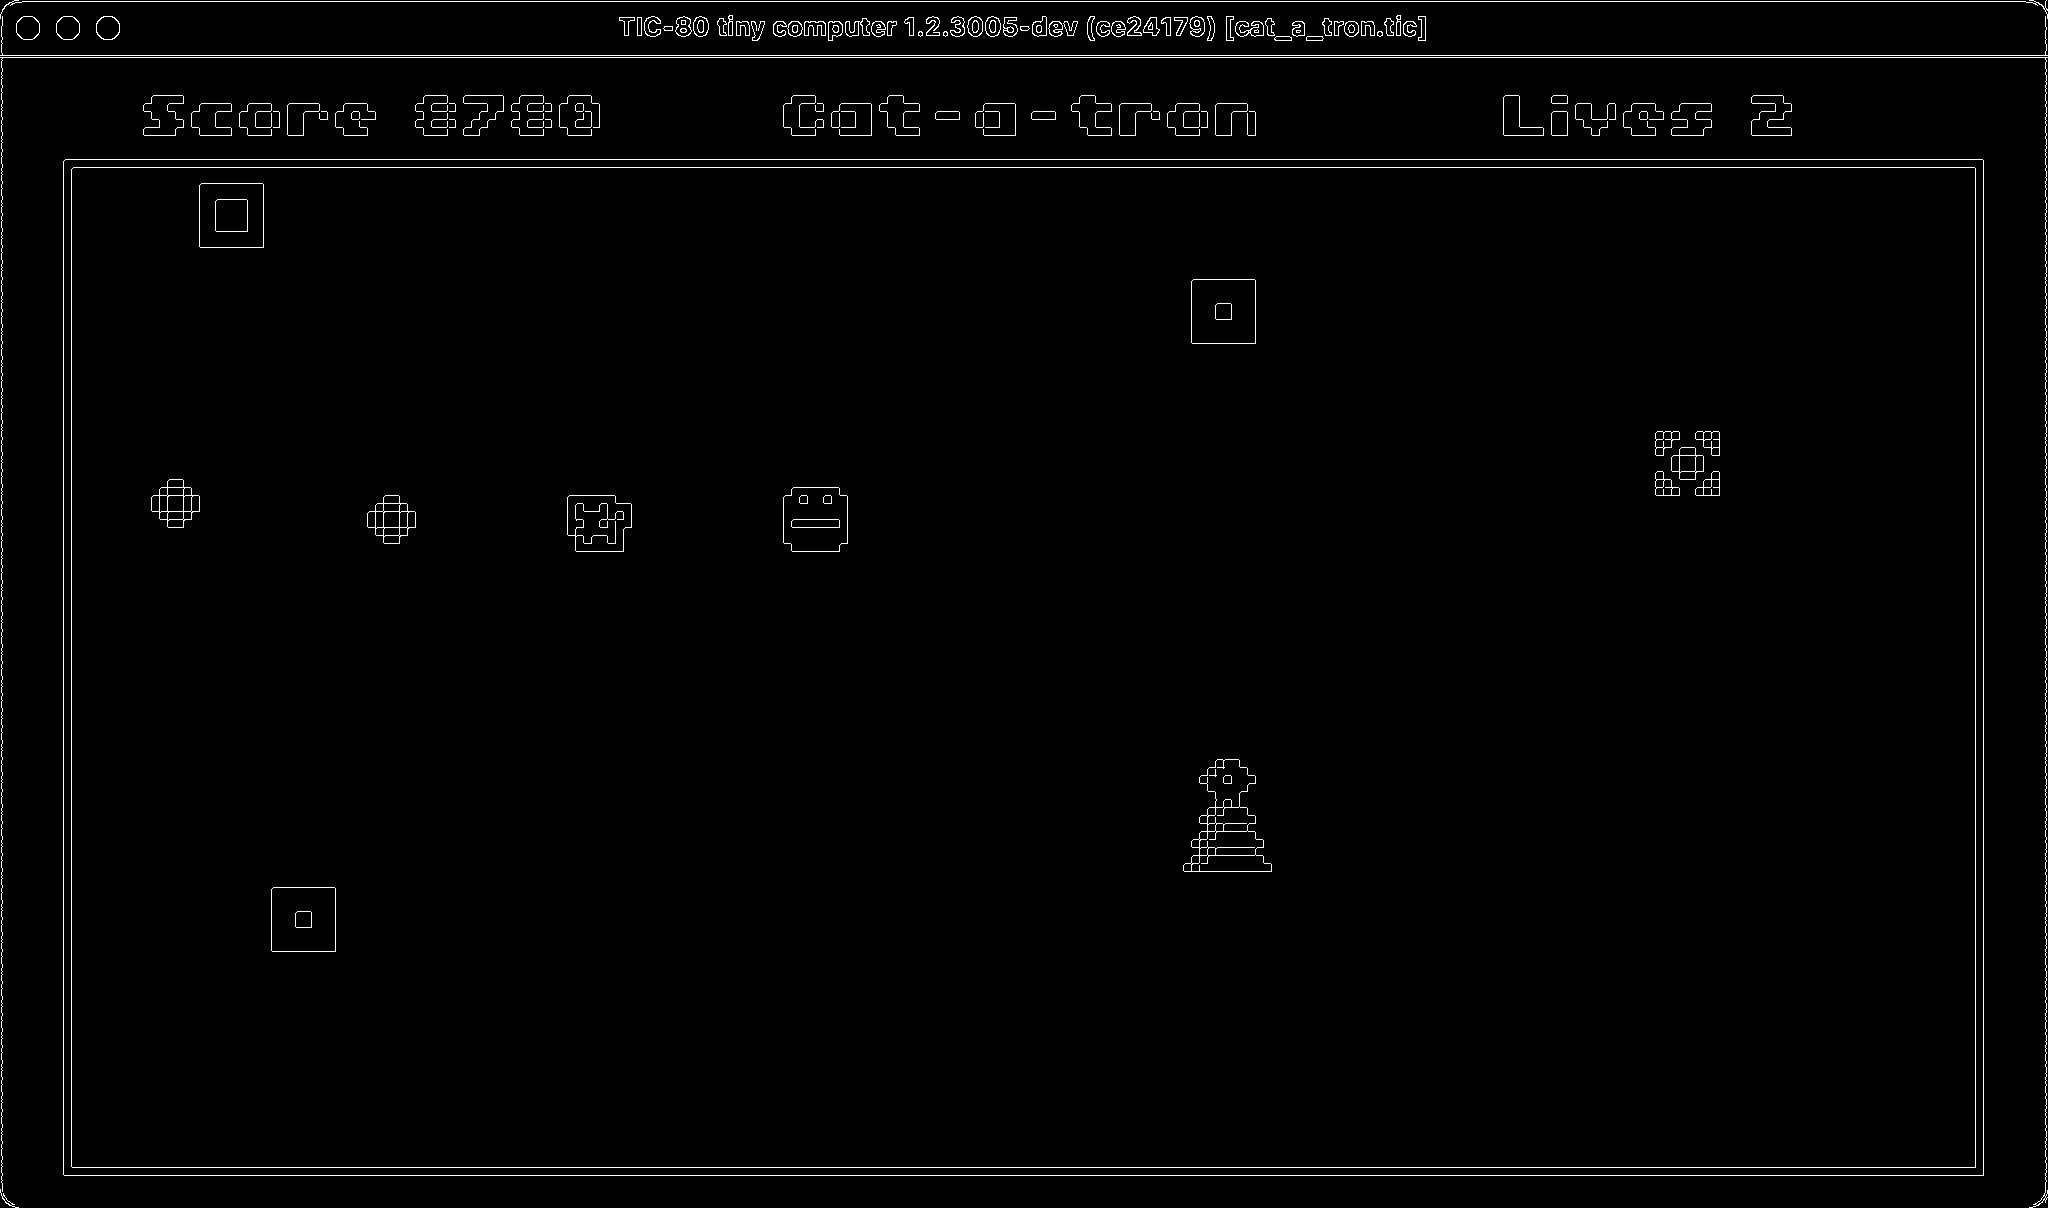 TIC-80 tiny computer 1.2.3005-dev (ce24179) [cat_a_tron.tic]
Score 8780 Cat-a-tron Lives 2